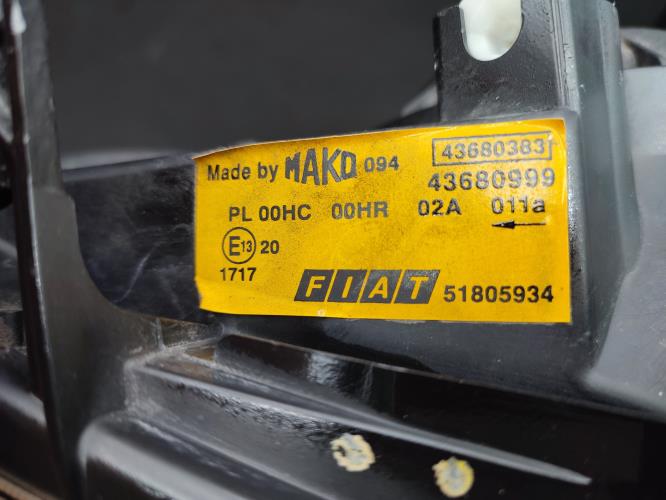 Made by MAKO 094 43680383
43680999
PL 00HC 00HR 02A 011a
E13 20
1717
FIAT 51805934